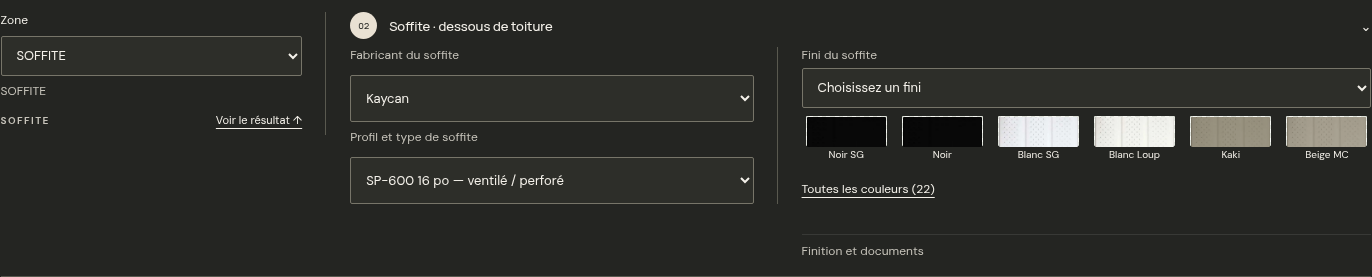 Zone
SOFFITE
SOFFITE
SOFFITE
Voir le résultat ↑
02
Soffite · dessous de toiture
Fabricant du soffite
Kaycan
Profil et type de soffite
SP-600 16 po — ventilé / perforé
Fini du soffite
Choisissez un fini
Noir SG
Noir
Blanc SG
Blanc Loup
Kaki
Beige MC
Toutes les couleurs (22)
Finition et documents